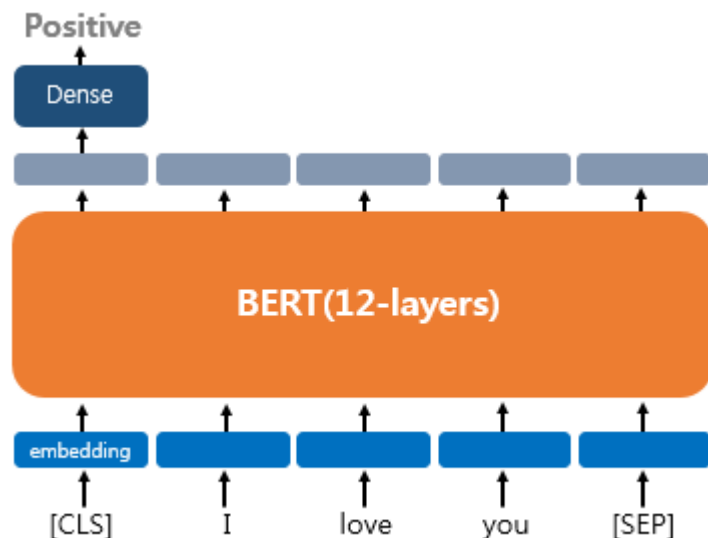 Positive
Dense
BERT(12-layers)
embedding
[CLS] I love you [SEP]